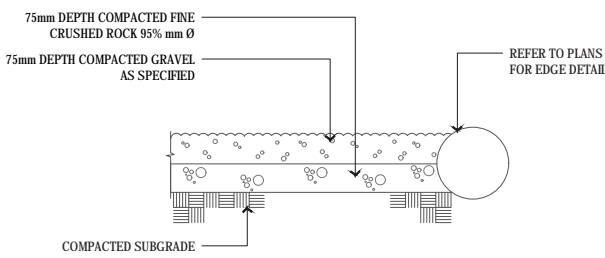 75mm DEPTH COMPACTED FINE
CRUSHED ROCK 95% mm Ø
75mm DEPTH COMPACTED GRAVEL
AS SPECIFIED
REFER TO PLANS
FOR EDGE DETAIL
COMPACTED SUBGRADE